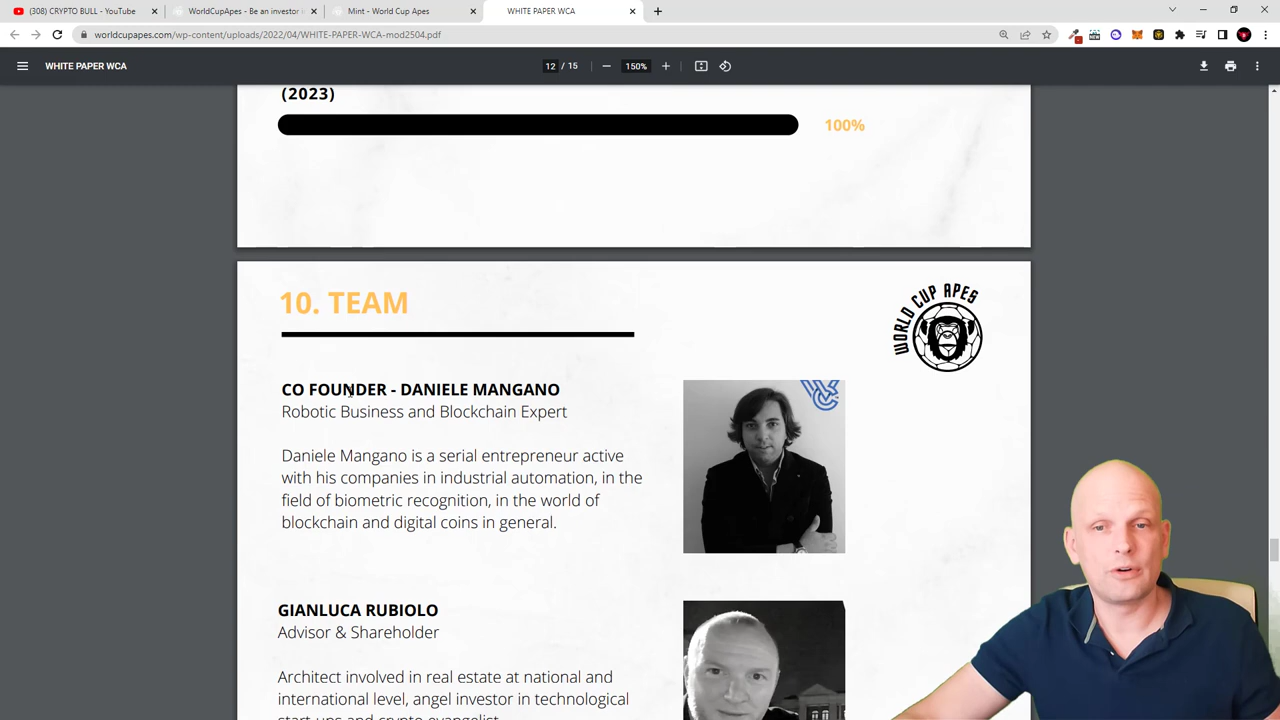 (308) CRYPTO BULL - YouTube
WorldCupApes - Be an investor i
Mint - World Cup Apes
WHITE PAPER WCA
worldcupapes.com/wp-content/uploads/2022/04/WHITE-PAPER-WCA-mod2504.pdf
WHITE PAPER WCA
12 / 15
150%
(2023)
100%
10. TEAM
WORLD CUP APES
CO FOUNDER - DANIELE MANGANO
Robotic Business and Blockchain Expert
Daniele Mangano is a serial entrepreneur active
with his companies in industrial automation, in the
field of biometric recognition, in the world of
blockchain and digital coins in general.
GIANLUCA RUBIOLO
Advisor & Shareholder
Architect involved in real estate at national and
international level, angel investor in technological
start-ups and crypto evangelist